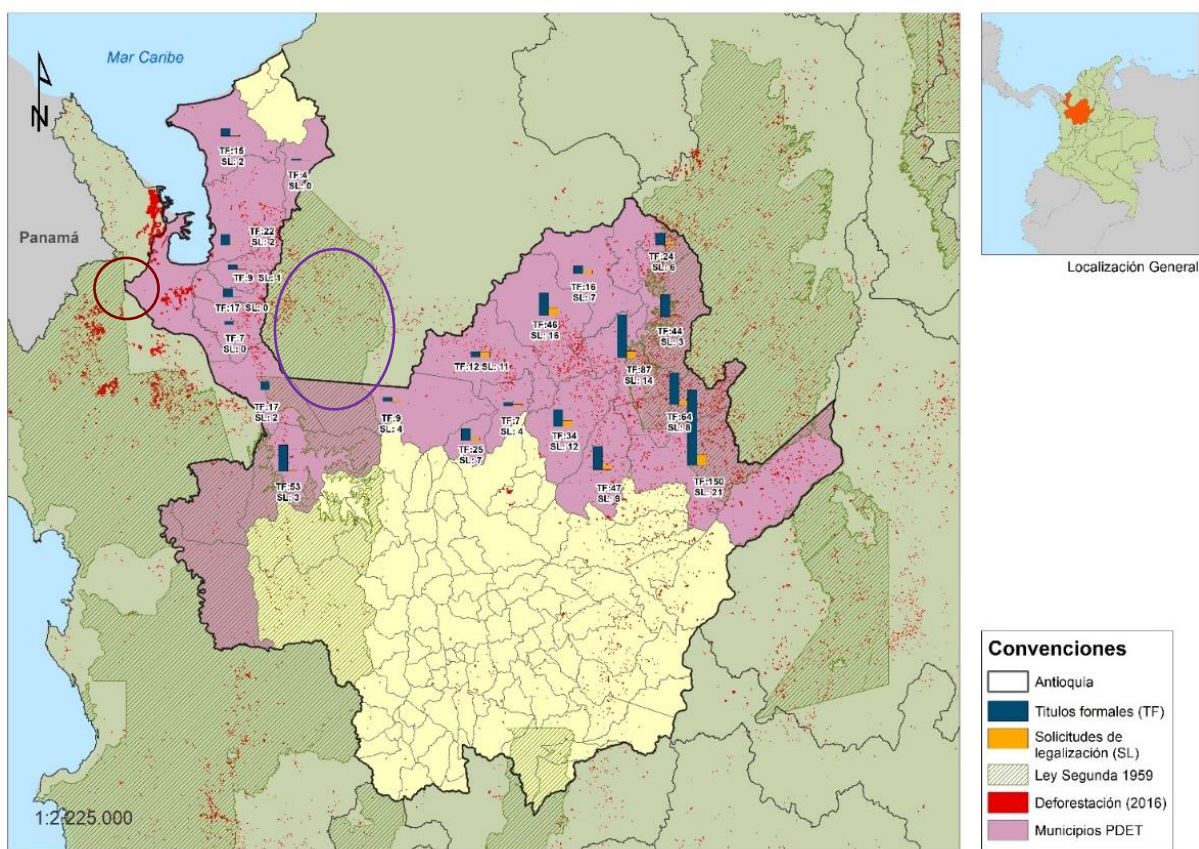 Mar Caribe
N
Panamá
TF:15
SL: 2
TF:4
SL: 0
TF:22
SL: 2
TF:9 SL: 1
TF:17 SL: 0
TF:7
SL: 0
TF:17
SL: 2
TF:53
SL: 3
TF:9
SL: 4
TF:12 SL: 11
TF:25
SL: 7
TF:7
SL: 4
TF:46
SL: 16
TF:16
SL: 7
TF:24
SL: 6
TF:44
SL: 3
TF:87
SL: 14
TF:34
SL: 12
TF:64
SL: 8
TF:47
SL: 9
TF:150
SL: 21
1:2.225.000
Localización General
Convenciones
Antioquia
Titulos formales (TF)
Solicitudes de
legalización (SL)
Ley Segunda 1959
Deforestación (2016)
Municipios PDET